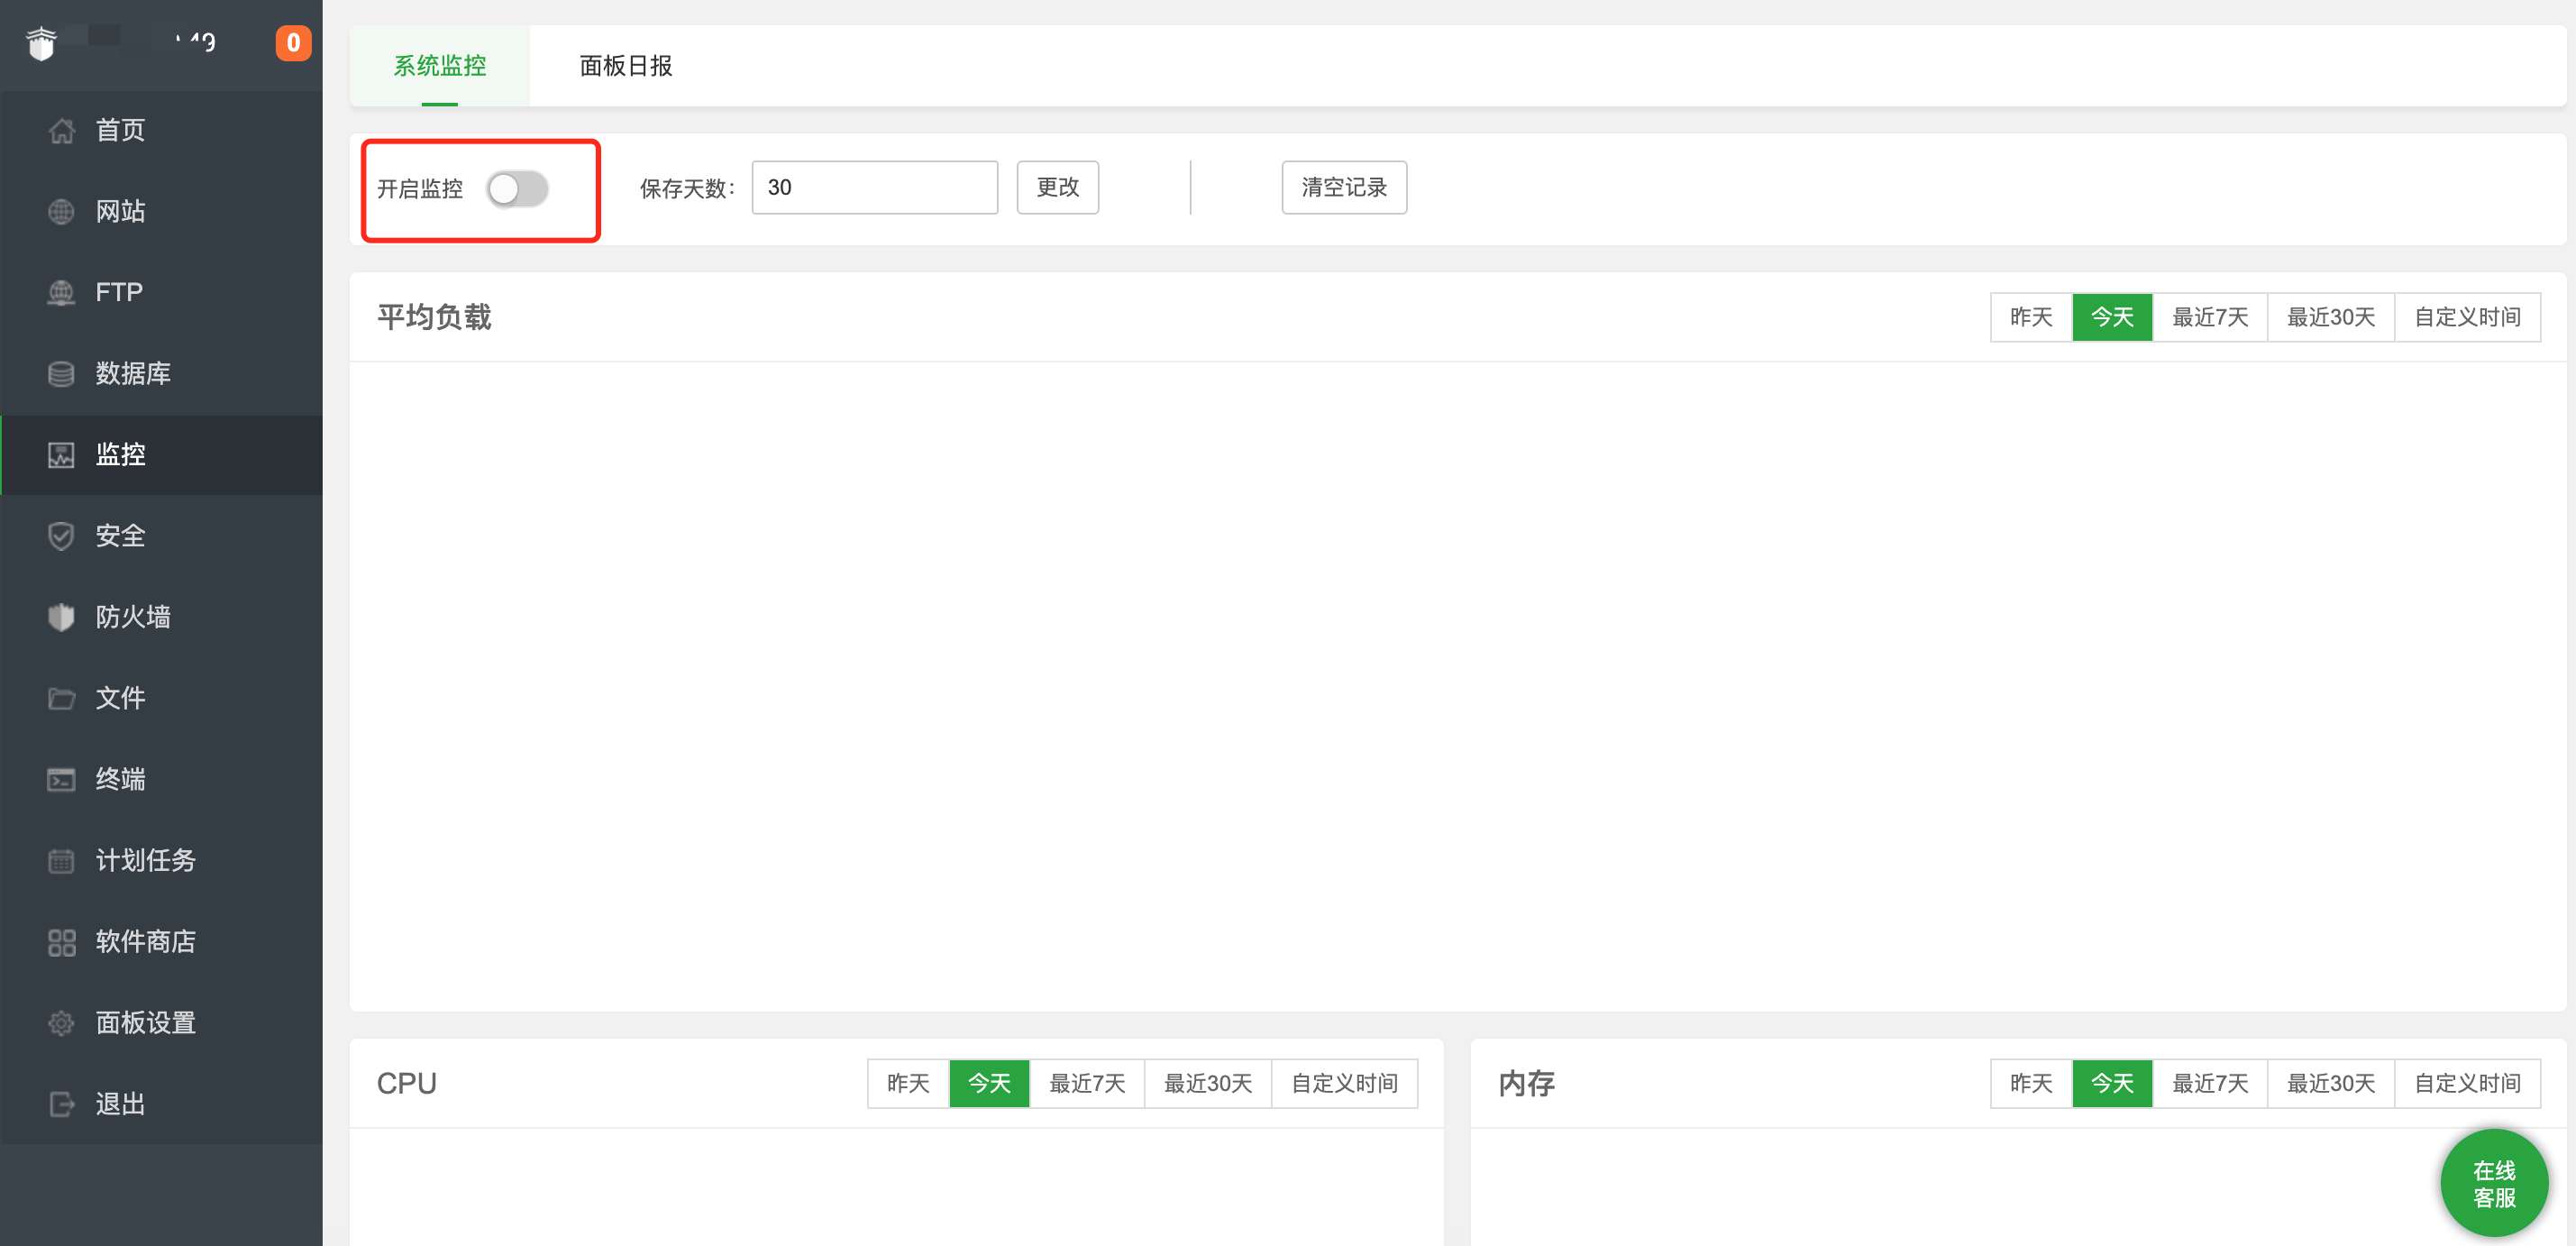 0
首页
网站
FTP
数据库
监控
安全
防火墙
文件
终端
计划任务
软件商店
面板设置
退出
系统监控 面板日报
开启监控 保存天数: 30 更改 清空记录
平均负载 昨天 今天 最近7天 最近30天 自定义时间
CPU 昨天 今天 最近7天 最近30天 自定义时间
内存 昨天 今天 最近7天 最近30天 自定义时间
在线
客服